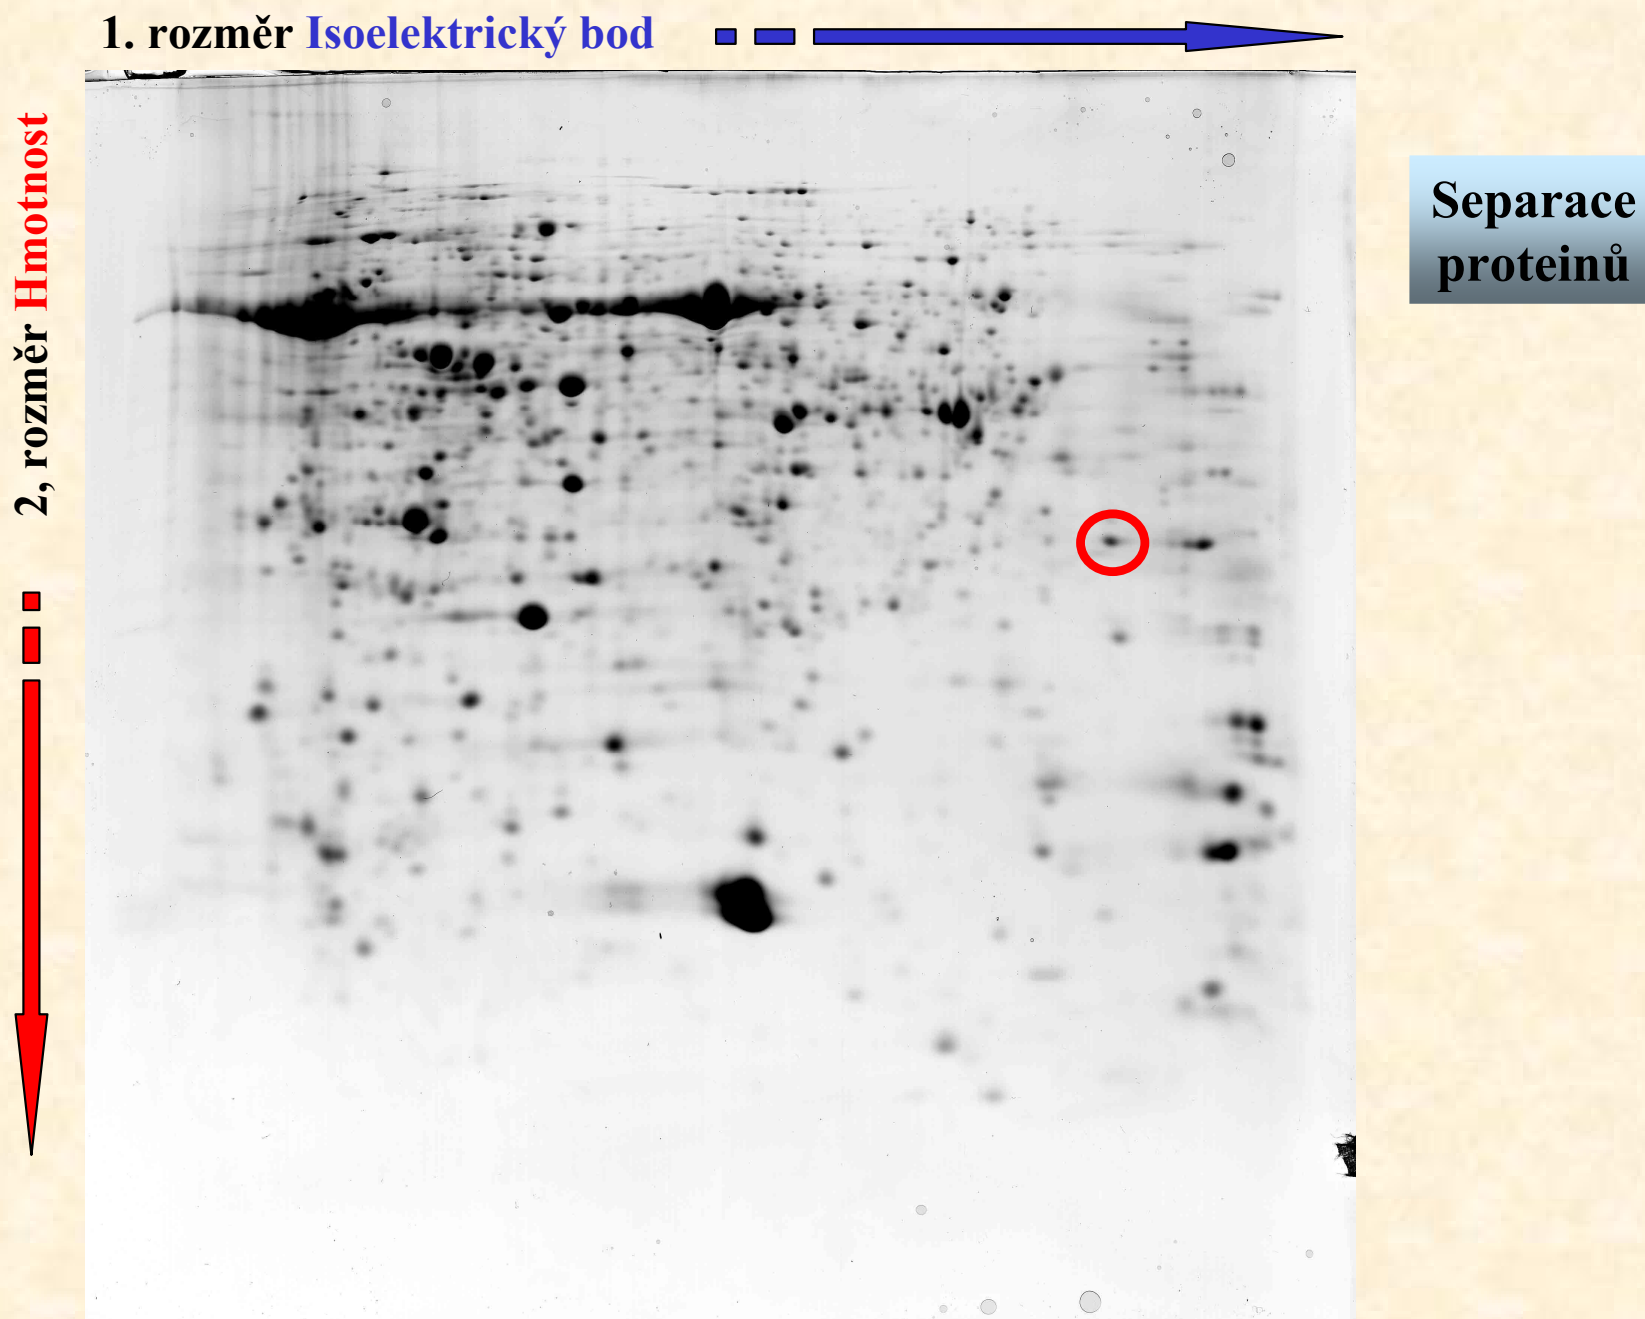 1. rozměr Isoelektrický bod
2, rozměr Hmotnost
Separace
proteinů